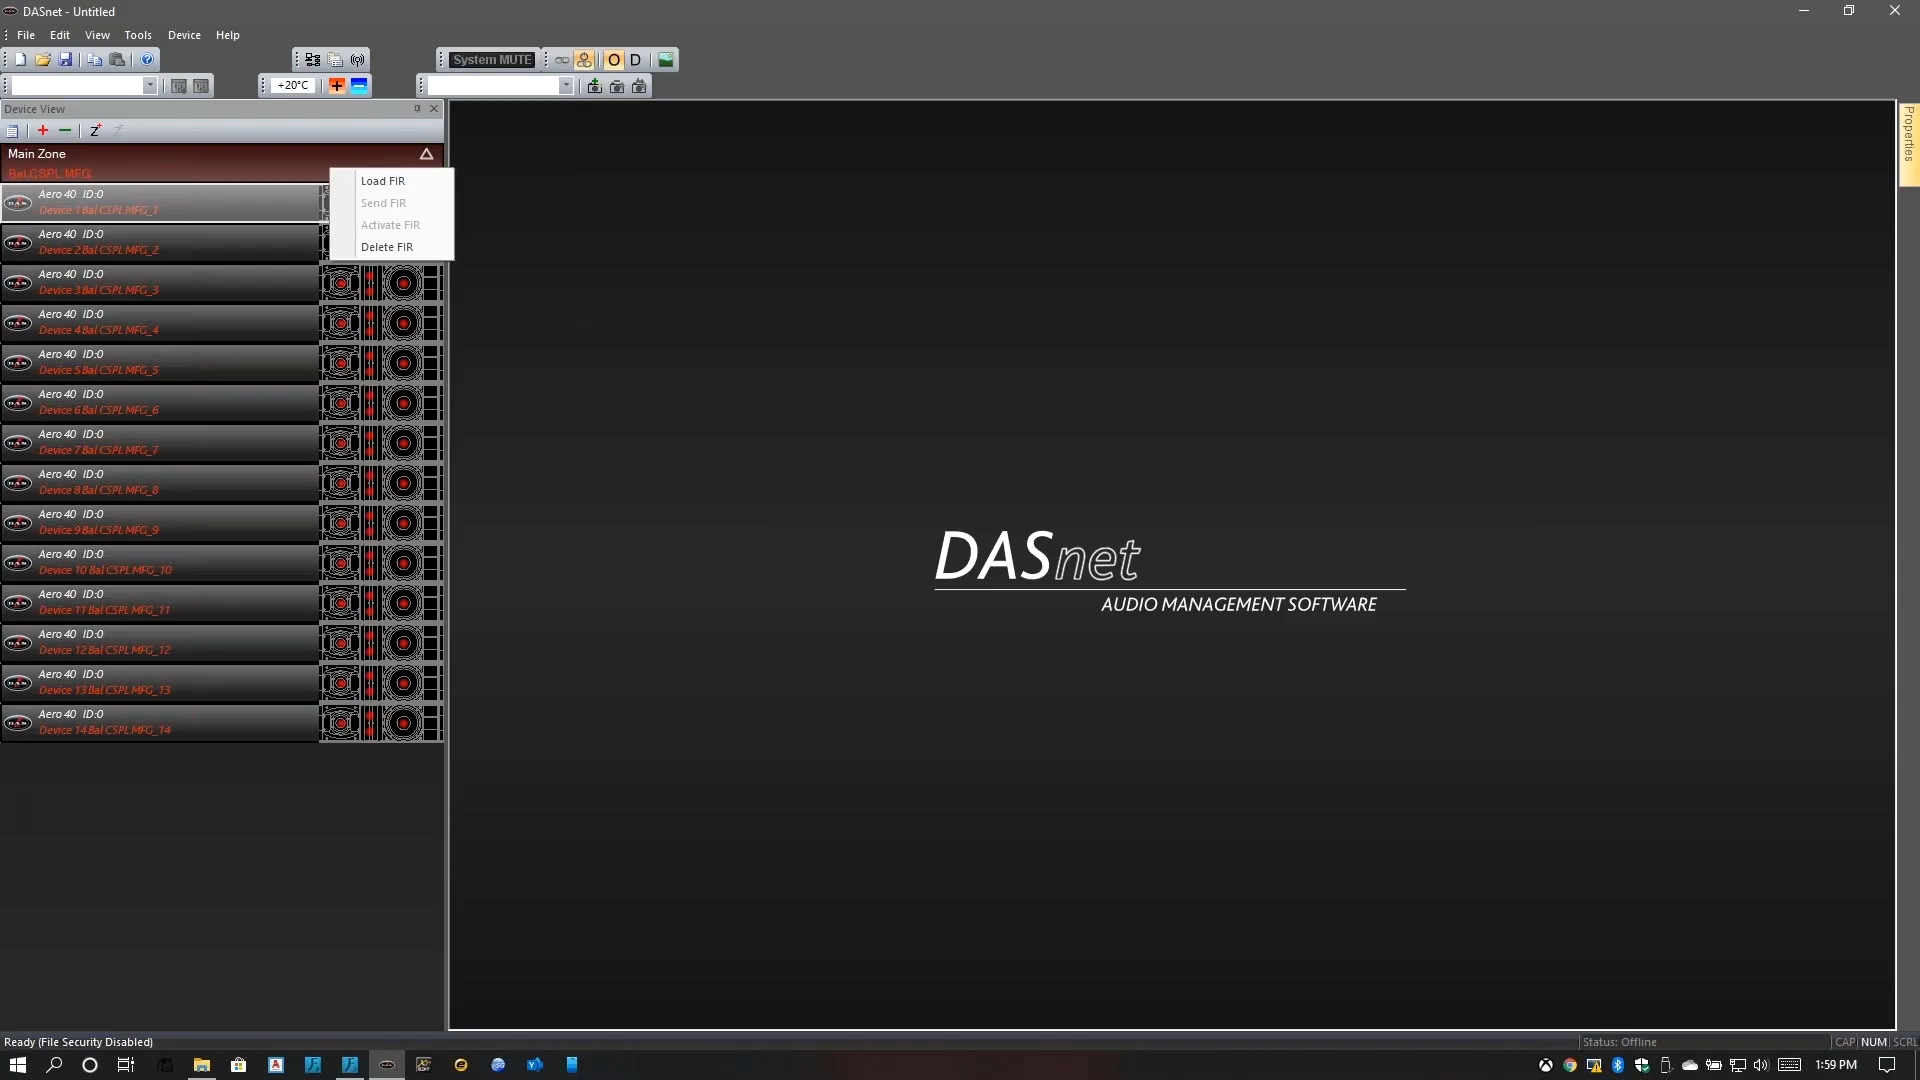 DASnet - Untitled
File Edit View Tools Device Help
System MUTE O D
+20°C
Device View
Properties
Main Zone
Bal CSPL MFG
Load FIR
Send FIR
Activate FIR
Delete FIR
Aero 40 ID:0
Device 1 Bal CSPL MFG_1
Aero 40 ID:0
Device 2 Bal CSPL MFG_2
Aero 40 ID:0
Device 3 Bal CSPL MFG_3
Aero 40 ID:0
Device 4 Bal CSPL MFG_4
Aero 40 ID:0
Device 5 Bal CSPL MFG_5
Aero 40 ID:0
Device 6 Bal CSPL MFG_6
Aero 40 ID:0
Device 7 Bal CSPL MFG_7
Aero 40 ID:0
Device 8 Bal CSPL MFG_8
Aero 40 ID:0
Device 9 Bal CSPL MFG_9
Aero 40 ID:0
Device 10 Bal CSPL MFG_10
Aero 40 ID:0
Device 11 Bal CSPL MFG_11
Aero 40 ID:0
Device 12 Bal CSPL MFG_12
Aero 40 ID:0
Device 13 Bal CSPL MFG_13
Aero 40 ID:0
Device 14 Bal CSPL MFG_14
DASnet
AUDIO MANAGEMENT SOFTWARE
Ready (File Security Disabled)
Status: Offline CAP NUM SCRL
1:59 PM